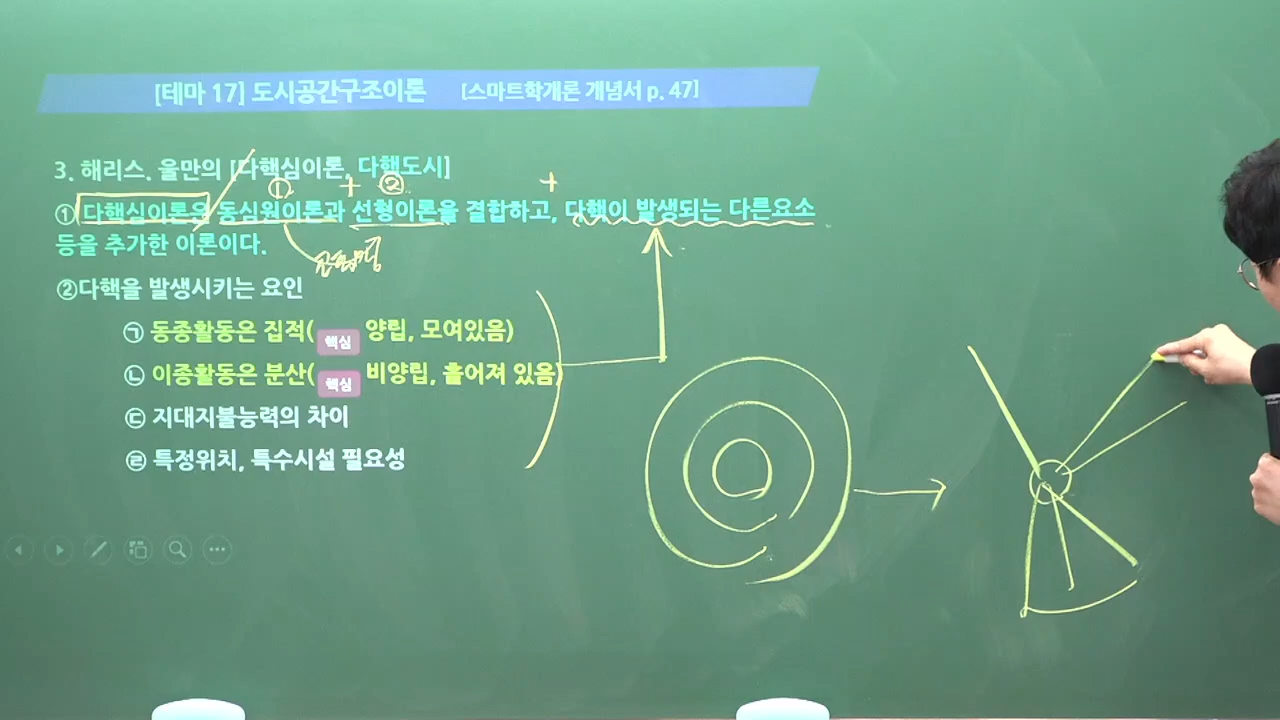 [테마 17] 도시공간구조이론 [스마트학개론 개념서 p. 47]
3. 해리스. 울만의 [다핵심이론, 다핵도시]
① + ② +
① 다핵심이론은 동심원이론과 선형이론을 결합하고, 다핵이 발생되는 다른요소
등을 추가한 이론이다.
②다핵을 발생시키는 요인
㉠ 동종활동은 집적(핵심 양립, 모여있음)
㉡ 이종활동은 분산(핵심 비양립, 흩어져 있음)
㉢ 지대지불능력의 차이
㉣ 특정위치, 특수시설 필요성